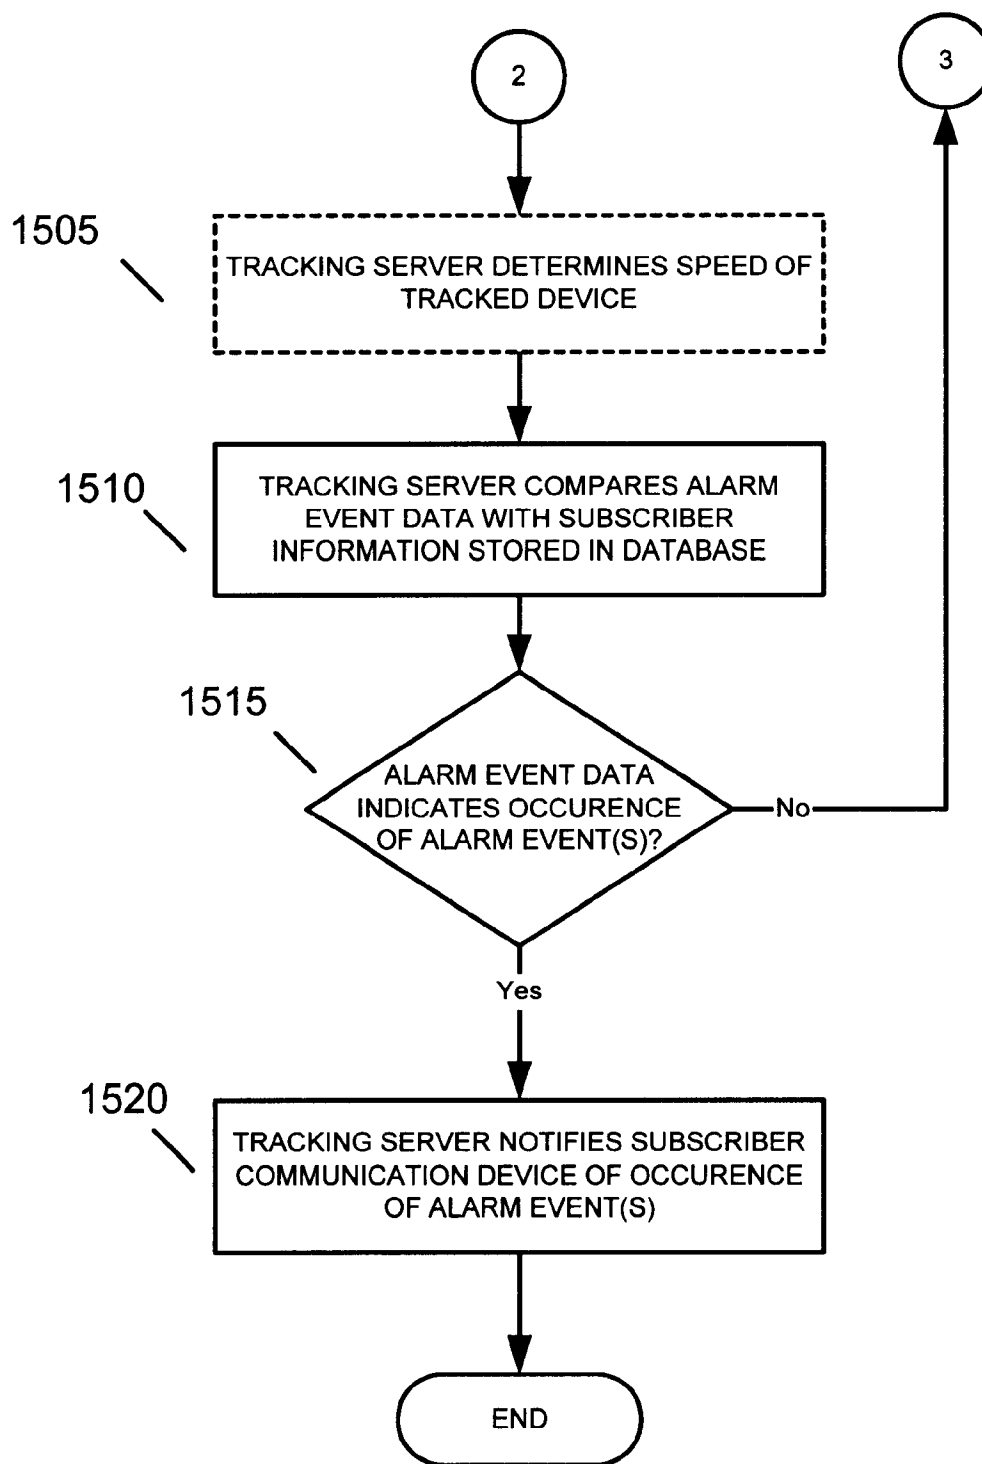 2
3
1505
TRACKING SERVER DETERMINES SPEED OF
TRACKED DEVICE
1510
TRACKING SERVER COMPARES ALARM
EVENT DATA WITH SUBSCRIBER
INFORMATION STORED IN DATABASE
1515
ALARM EVENT DATA
INDICATES OCCURENCE
OF ALARM EVENT(S)?
No
Yes
1520
TRACKING SERVER NOTIFIES SUBSCRIBER
COMMUNICATION DEVICE OF OCCURENCE
OF ALARM EVENT(S)
END